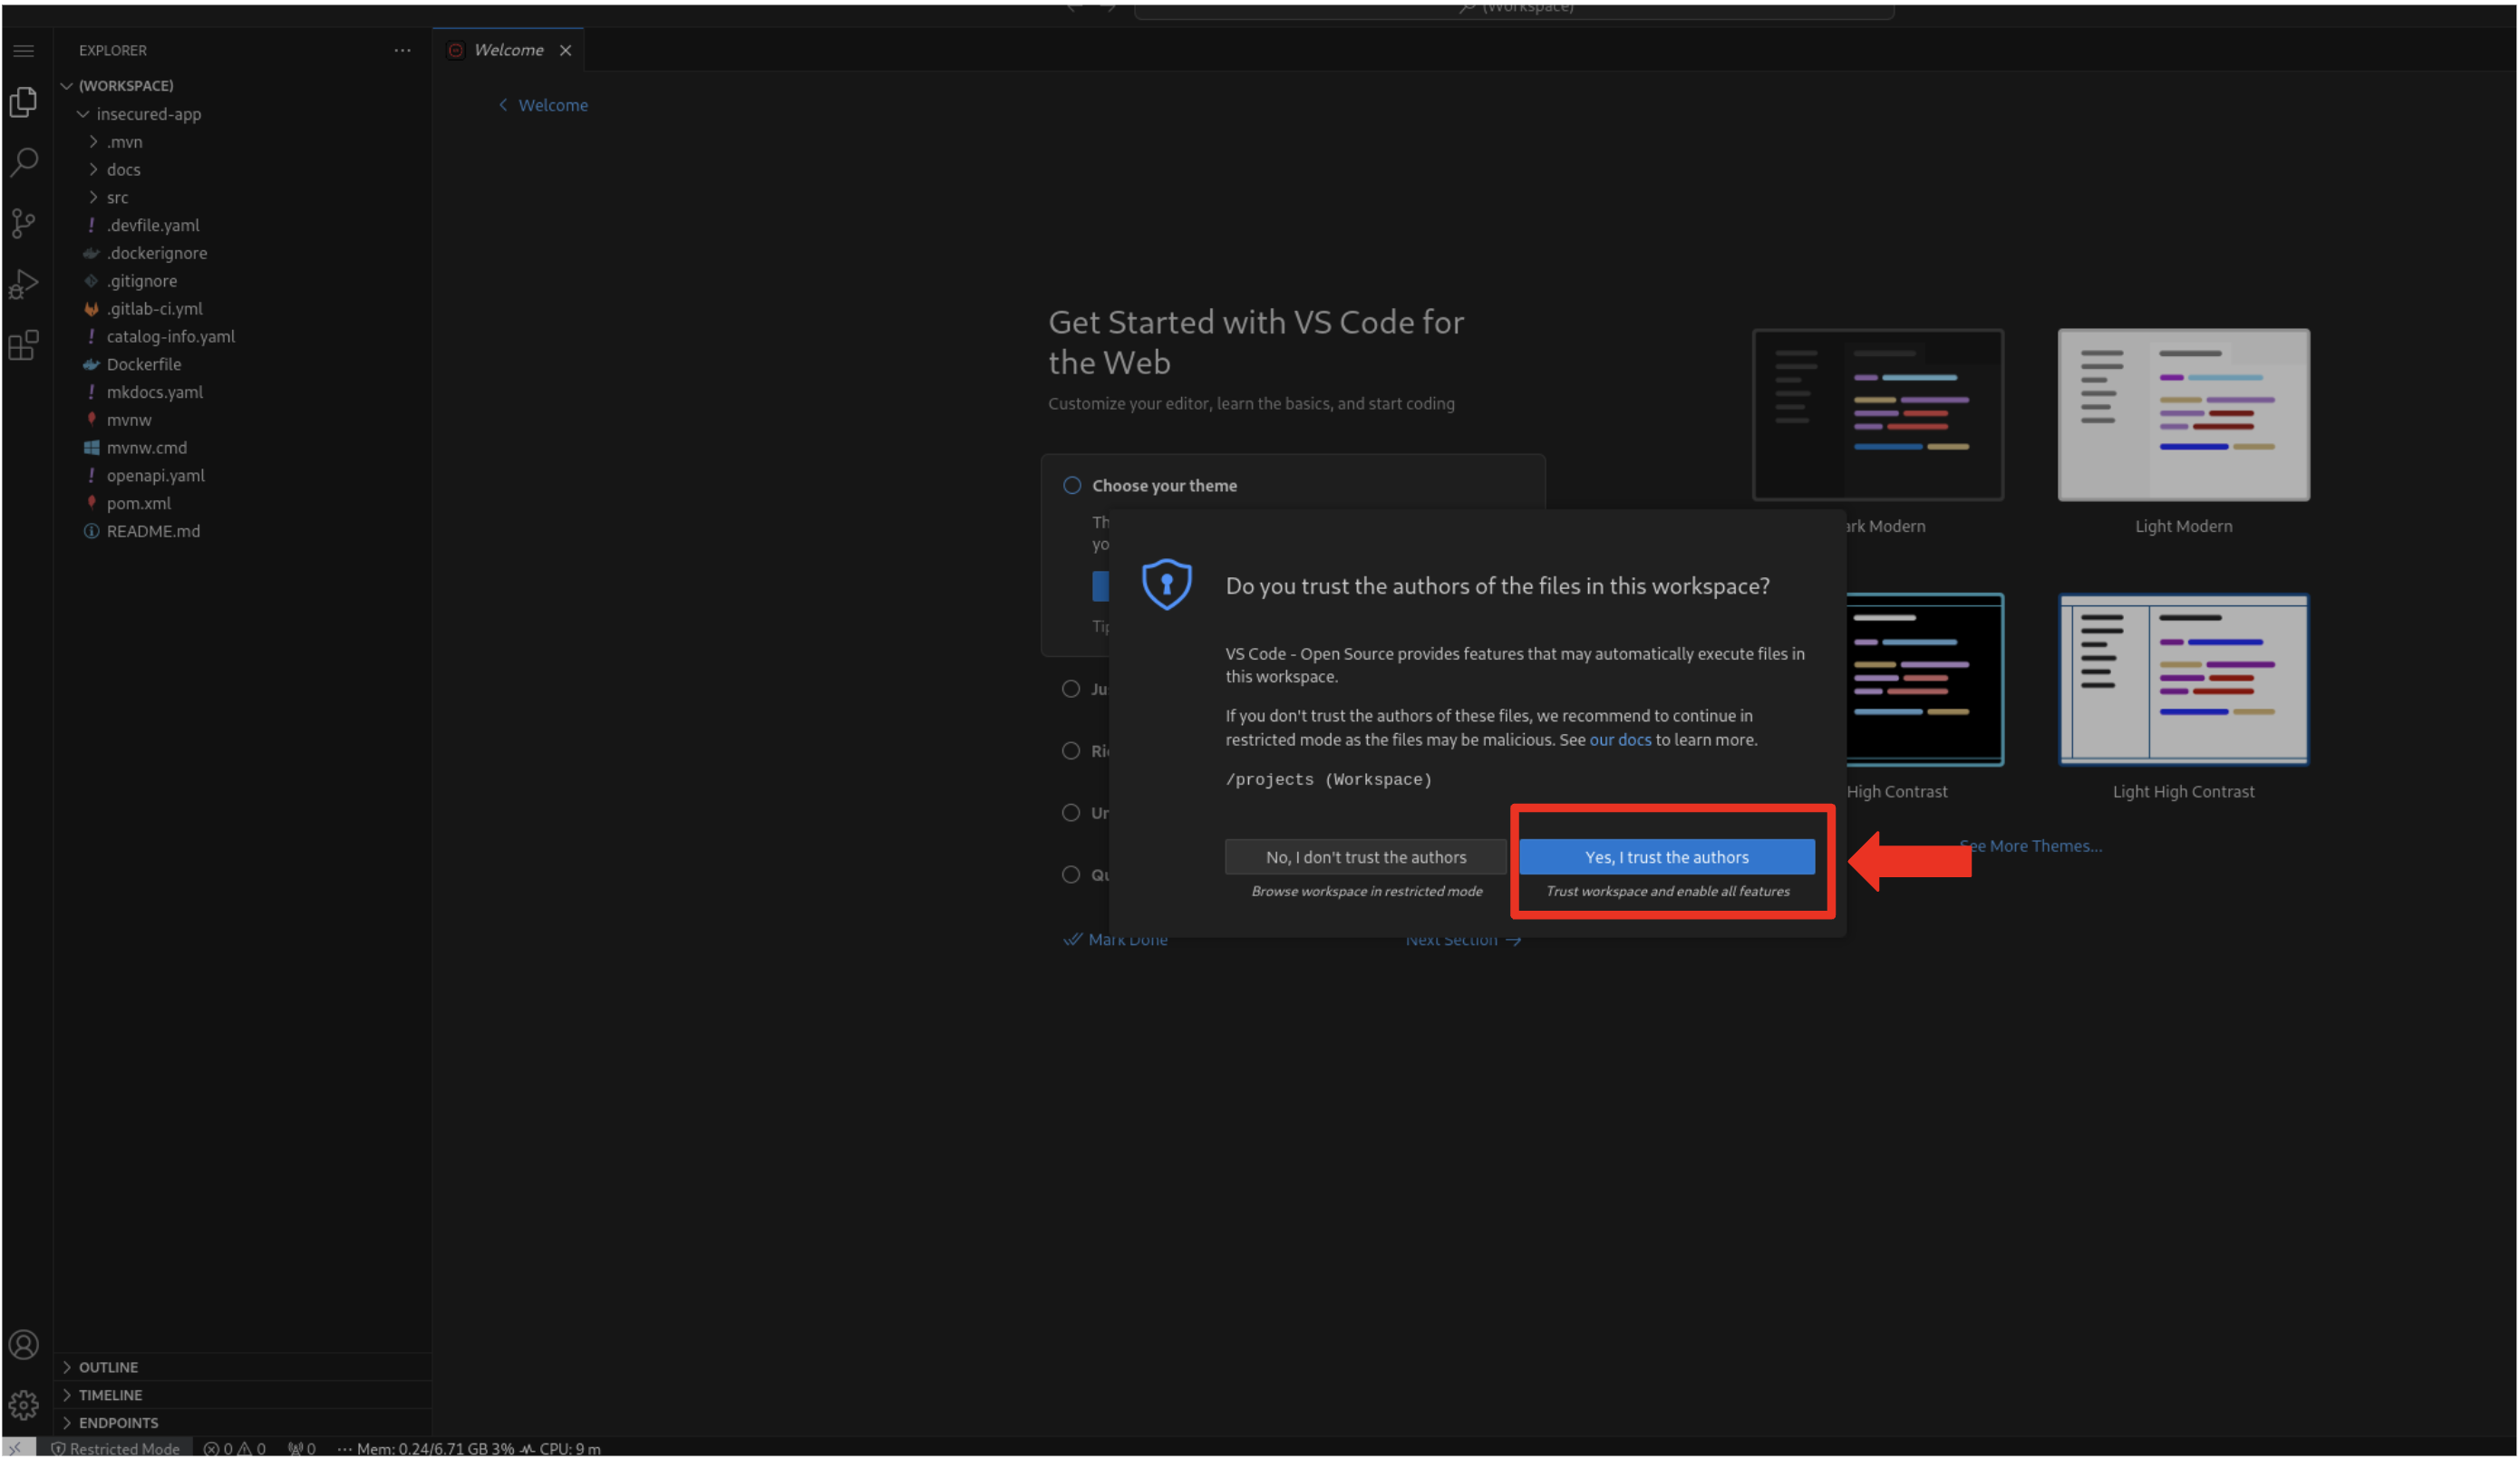 (Workspace)
EXPLORER
Welcome
(WORKSPACE)
insecured-app
.mvn
docs
src
.devfile.yaml
.dockerignore
.gitignore
.gitlab-ci.yml
catalog-info.yaml
Dockerfile
mkdocs.yaml
mvnw
mvnw.cmd
openapi.yaml
pom.xml
README.md
OUTLINE
TIMELINE
ENDPOINTS
Welcome
Get Started with VS Code for
the Web
Customize your editor, learn the basics, and start coding
Choose your theme
Mark Done
Next Section
Light Modern
Modern
High Contrast
Light High Contrast
See More Themes...
Do you trust the authors of the files in this workspace?
VS Code - Open Source provides features that may automatically execute files in
this workspace.
If you don't trust the authors of these files, we recommend to continue in
restricted mode as the files may be malicious. See our docs to learn more.
/projects (Workspace)
No, I don't trust the authors
Browse workspace in restricted mode
Yes, I trust the authors
Trust workspace and enable all features
Restricted Mode 0 0 0 ··· Mem: 0.24/6.71 GB 3% CPU: 9 m